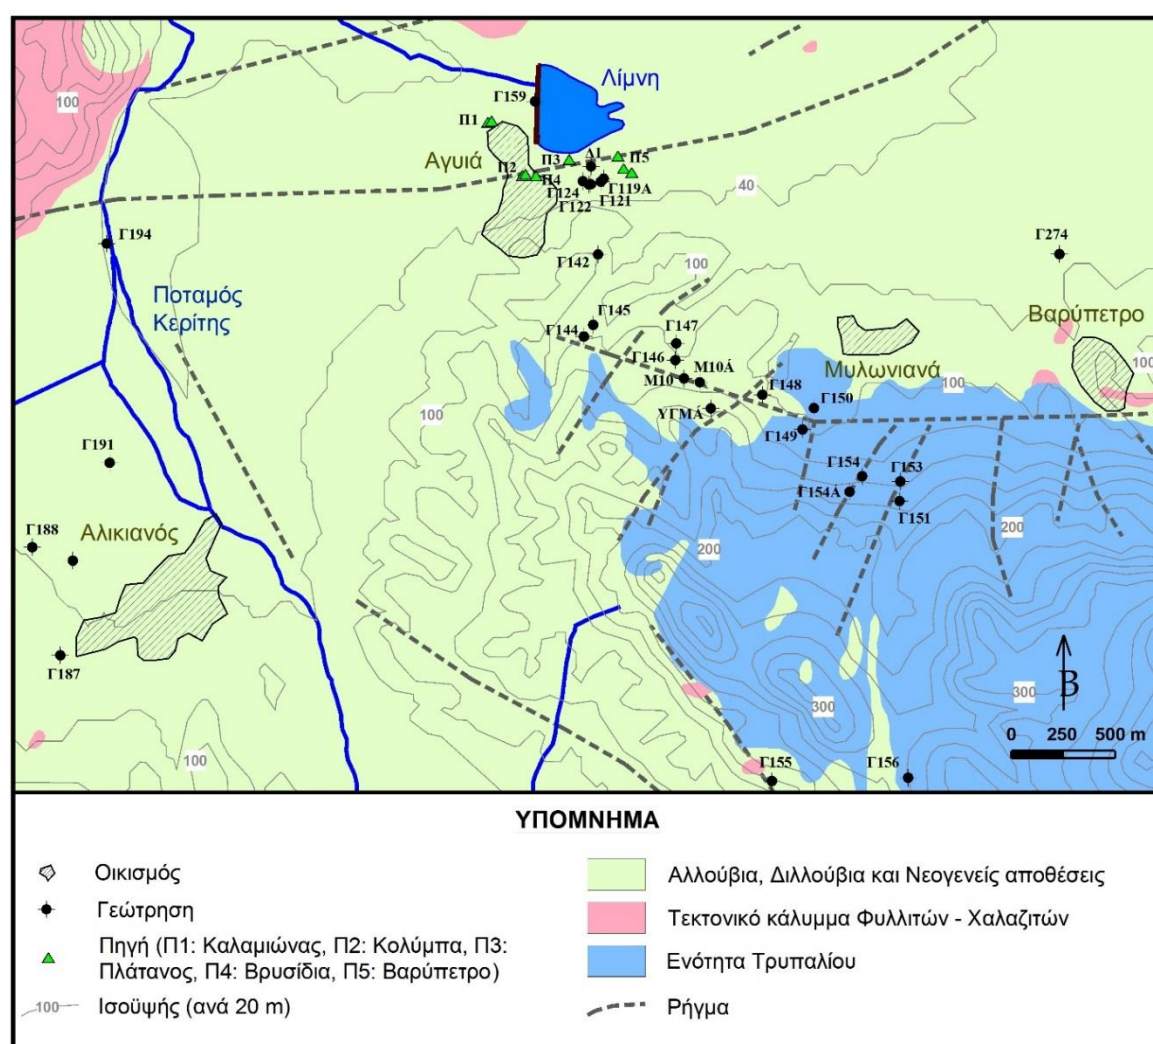 Λίμνη
100
Γ159
Π1
Αγυιά
Π3
Δ1
Π5
Π2
Π4
Γ124
Γ119Α
Γ122
Γ121
40
Γ194
Γ142
Γ274
100
Ποταμός
Κερίτης
Γ145
Γ144
Γ147
Βαρύπετρο
Γ146
Μ10Á
Μυλωνιανά
100
Μ10
Γ148
100
100
ΥΓΜÁ
Γ150
Γ149
Γ191
Γ154
Γ153
Γ154Á
Γ151
Γ188
Αλικιανός
200
200
Γ187
Β
300
300
0 250 500 m
100
Γ155
Γ156
ΥΠΟΜΝΗΜΑ
Οικισμός
Γεώτρηση
Πηγή (Π1: Καλαμιώνας, Π2: Κολύμπα, Π3:
Πλάτανος, Π4: Βρυσίδια, Π5: Βαρύπετρο)
100
Ισοϋψής (ανά 20 m)
Αλλούβια, Διλλούβια και Νεογενείς αποθέσεις
Τεκτονικό κάλυμμα Φυλλιτών - Χαλαζιτών
Ενότητα Τρυπαλίου
Ρήγμα